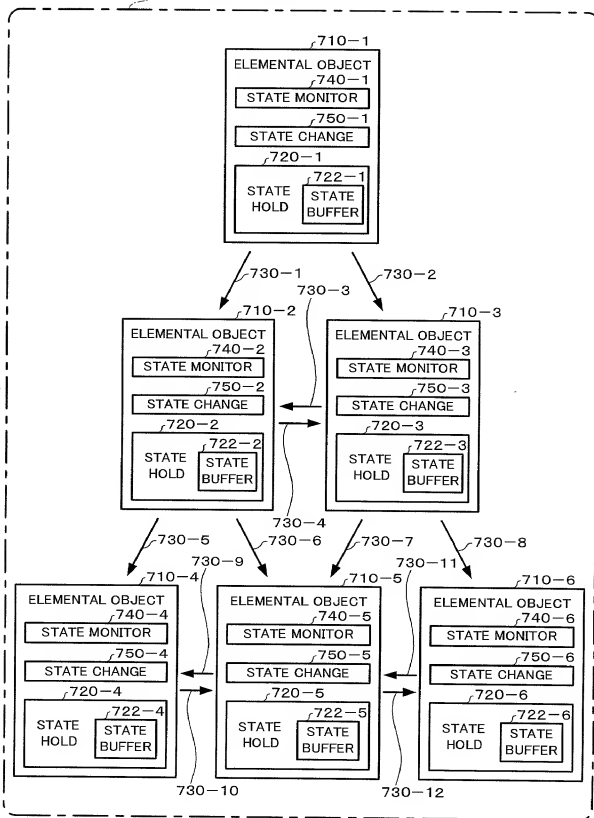 710-1
ELEMENTAL OBJECT
740-1
STATE MONITOR
750-1
STATE CHANGE
720-1
722-1
STATE HOLD
STATE BUFFER
730-1
730-2
730-3
710-2
ELEMENTAL OBJECT
740-2
STATE MONITOR
750-2
STATE CHANGE
720-2
722-2
STATE HOLD
STATE BUFFER
710-3
ELEMENTAL OBJECT
740-3
STATE MONITOR
750-3
STATE CHANGE
720-3
722-3
STATE HOLD
STATE BUFFER
730-4
730-5
730-9
730-6
730-7
730-11
730-8
710-4
ELEMENTAL OBJECT
740-4
STATE MONITOR
750-4
STATE CHANGE
720-4
722-4
STATE HOLD
STATE BUFFER
710-5
ELEMENTAL OBJECT
740-5
STATE MONITOR
750-5
STATE CHANGE
720-5
722-5
STATE HOLD
STATE BUFFER
710-6
ELEMENTAL OBJECT
740-6
STATE MONITOR
750-6
STATE CHANGE
720-6
722-6
STATE HOLD
STATE BUFFER
730-10
730-12